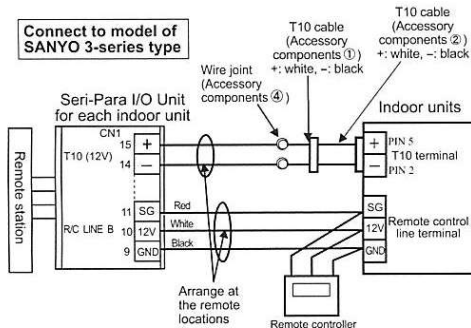 Connect to model of
SANYO 3-series type
T10 cable
(Accessory
components ①)
+: white, –: black
T10 cable
(Accessory
components ②)
+: white, –: black
Wire joint
(Accessory
components ④)
Seri-Para I/O Unit
for each indoor unit
Indoor units
Remote station
CN1
T10 (12V)
15 +
14 –
+ PIN 5
– PIN 2
T10 terminal
R/C LINE B
11 SG Red
10 12V White
9 GND Black
SG
12V
GND
Remote control
line terminal
Arrange at
the remote
locations
Remote controller